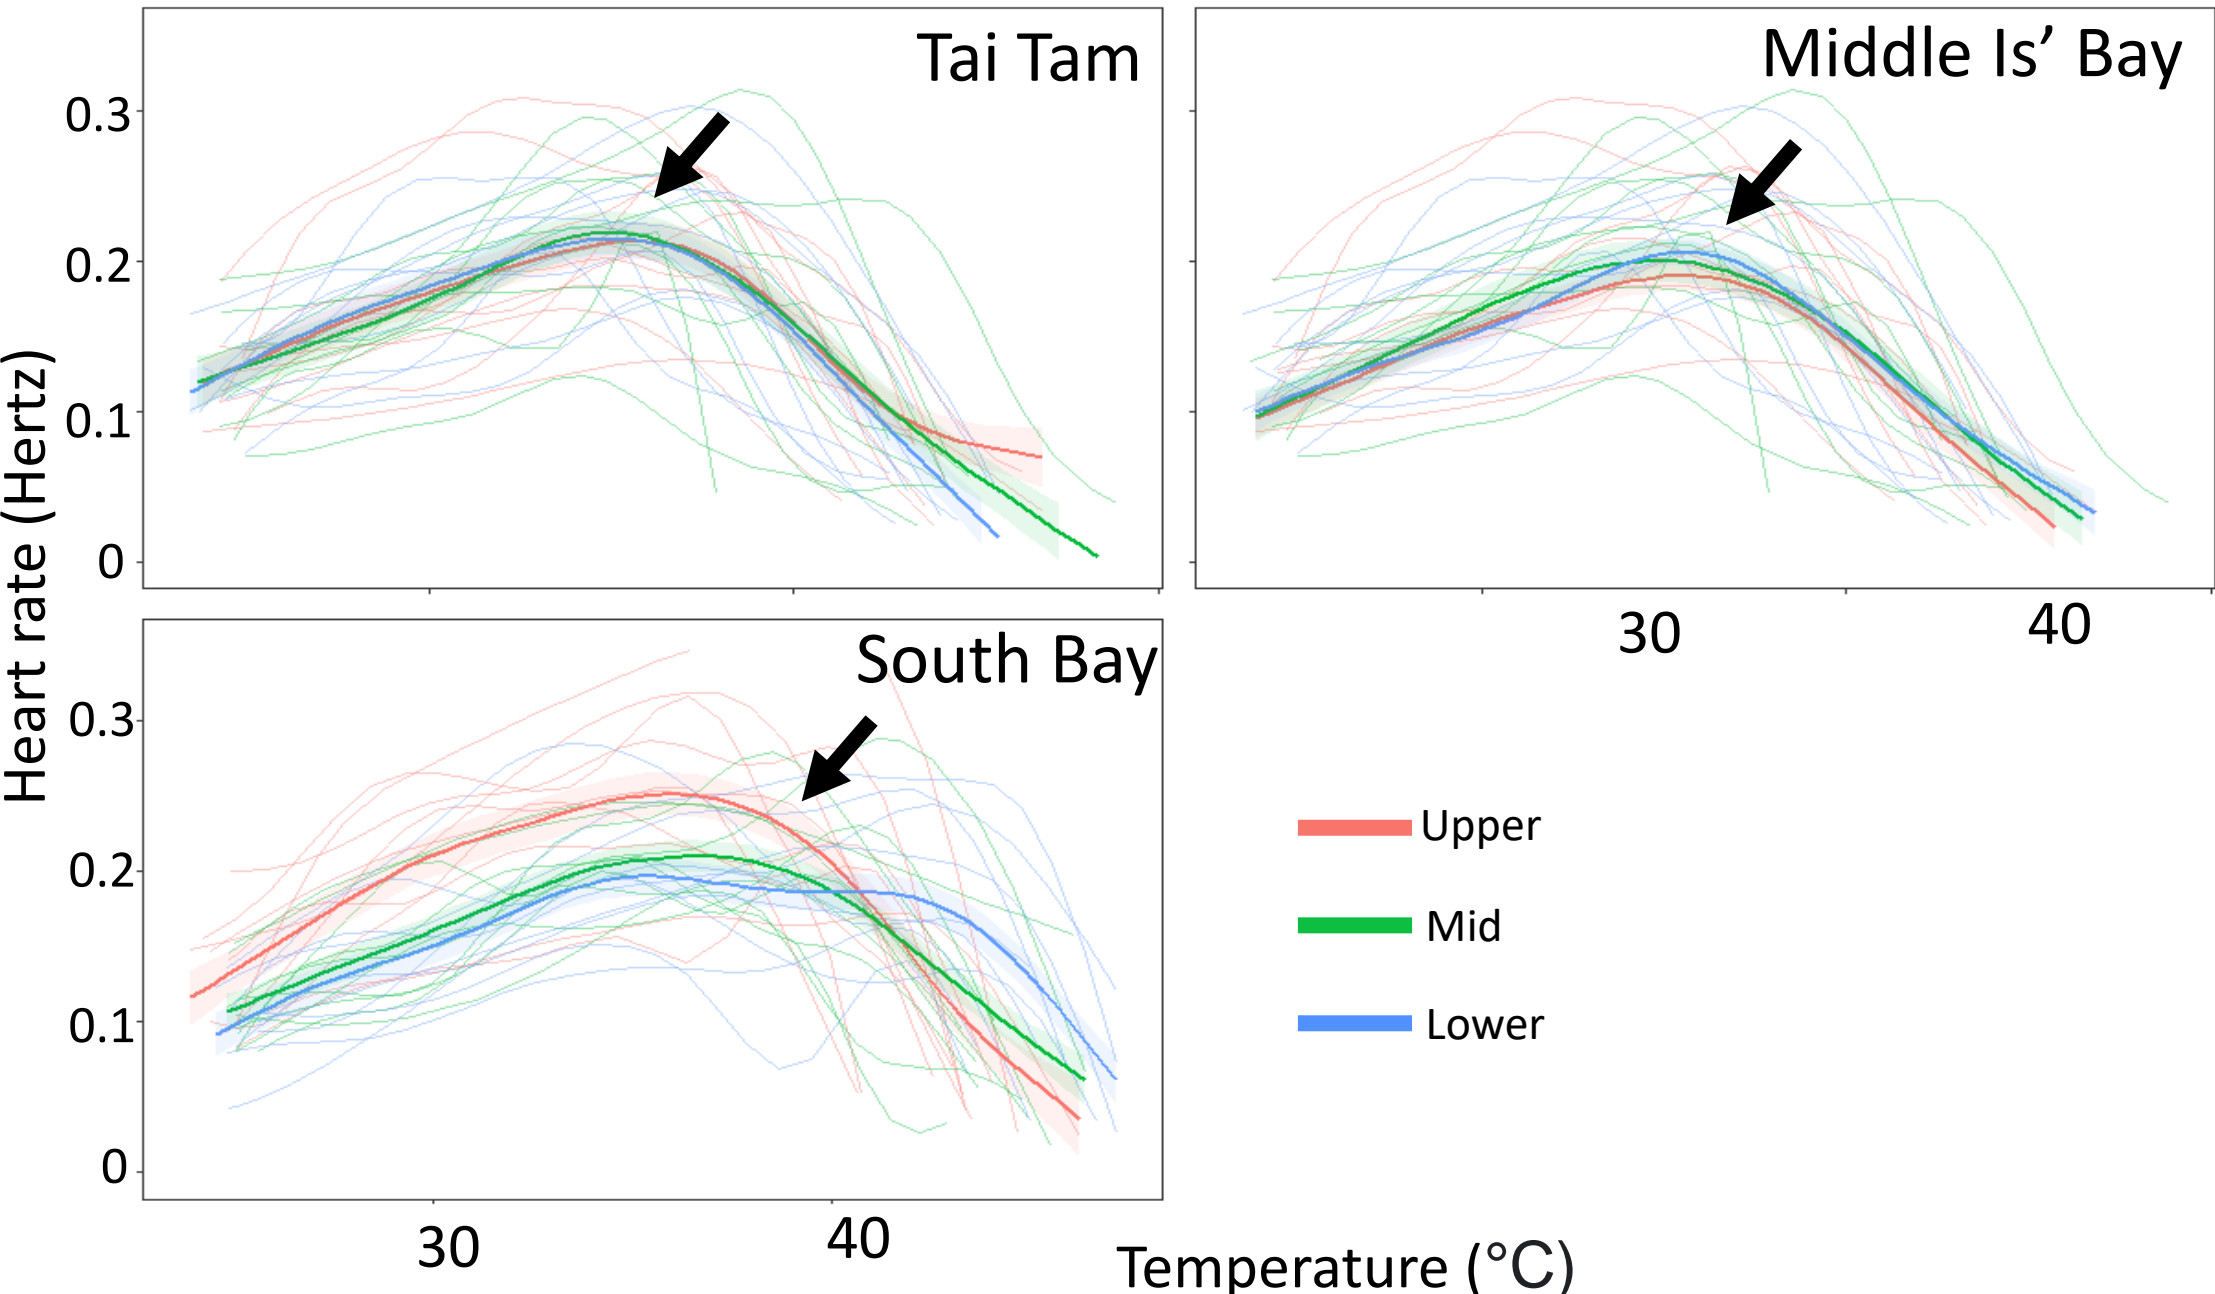 Tai Tam
Middle Is’ Bay
0.3
0.2
0.1
0
30
40
Heart rate (Hertz)
South Bay
0.3
0.2
0.1
0
30
40
Upper
Mid
Lower
Temperature (°C)